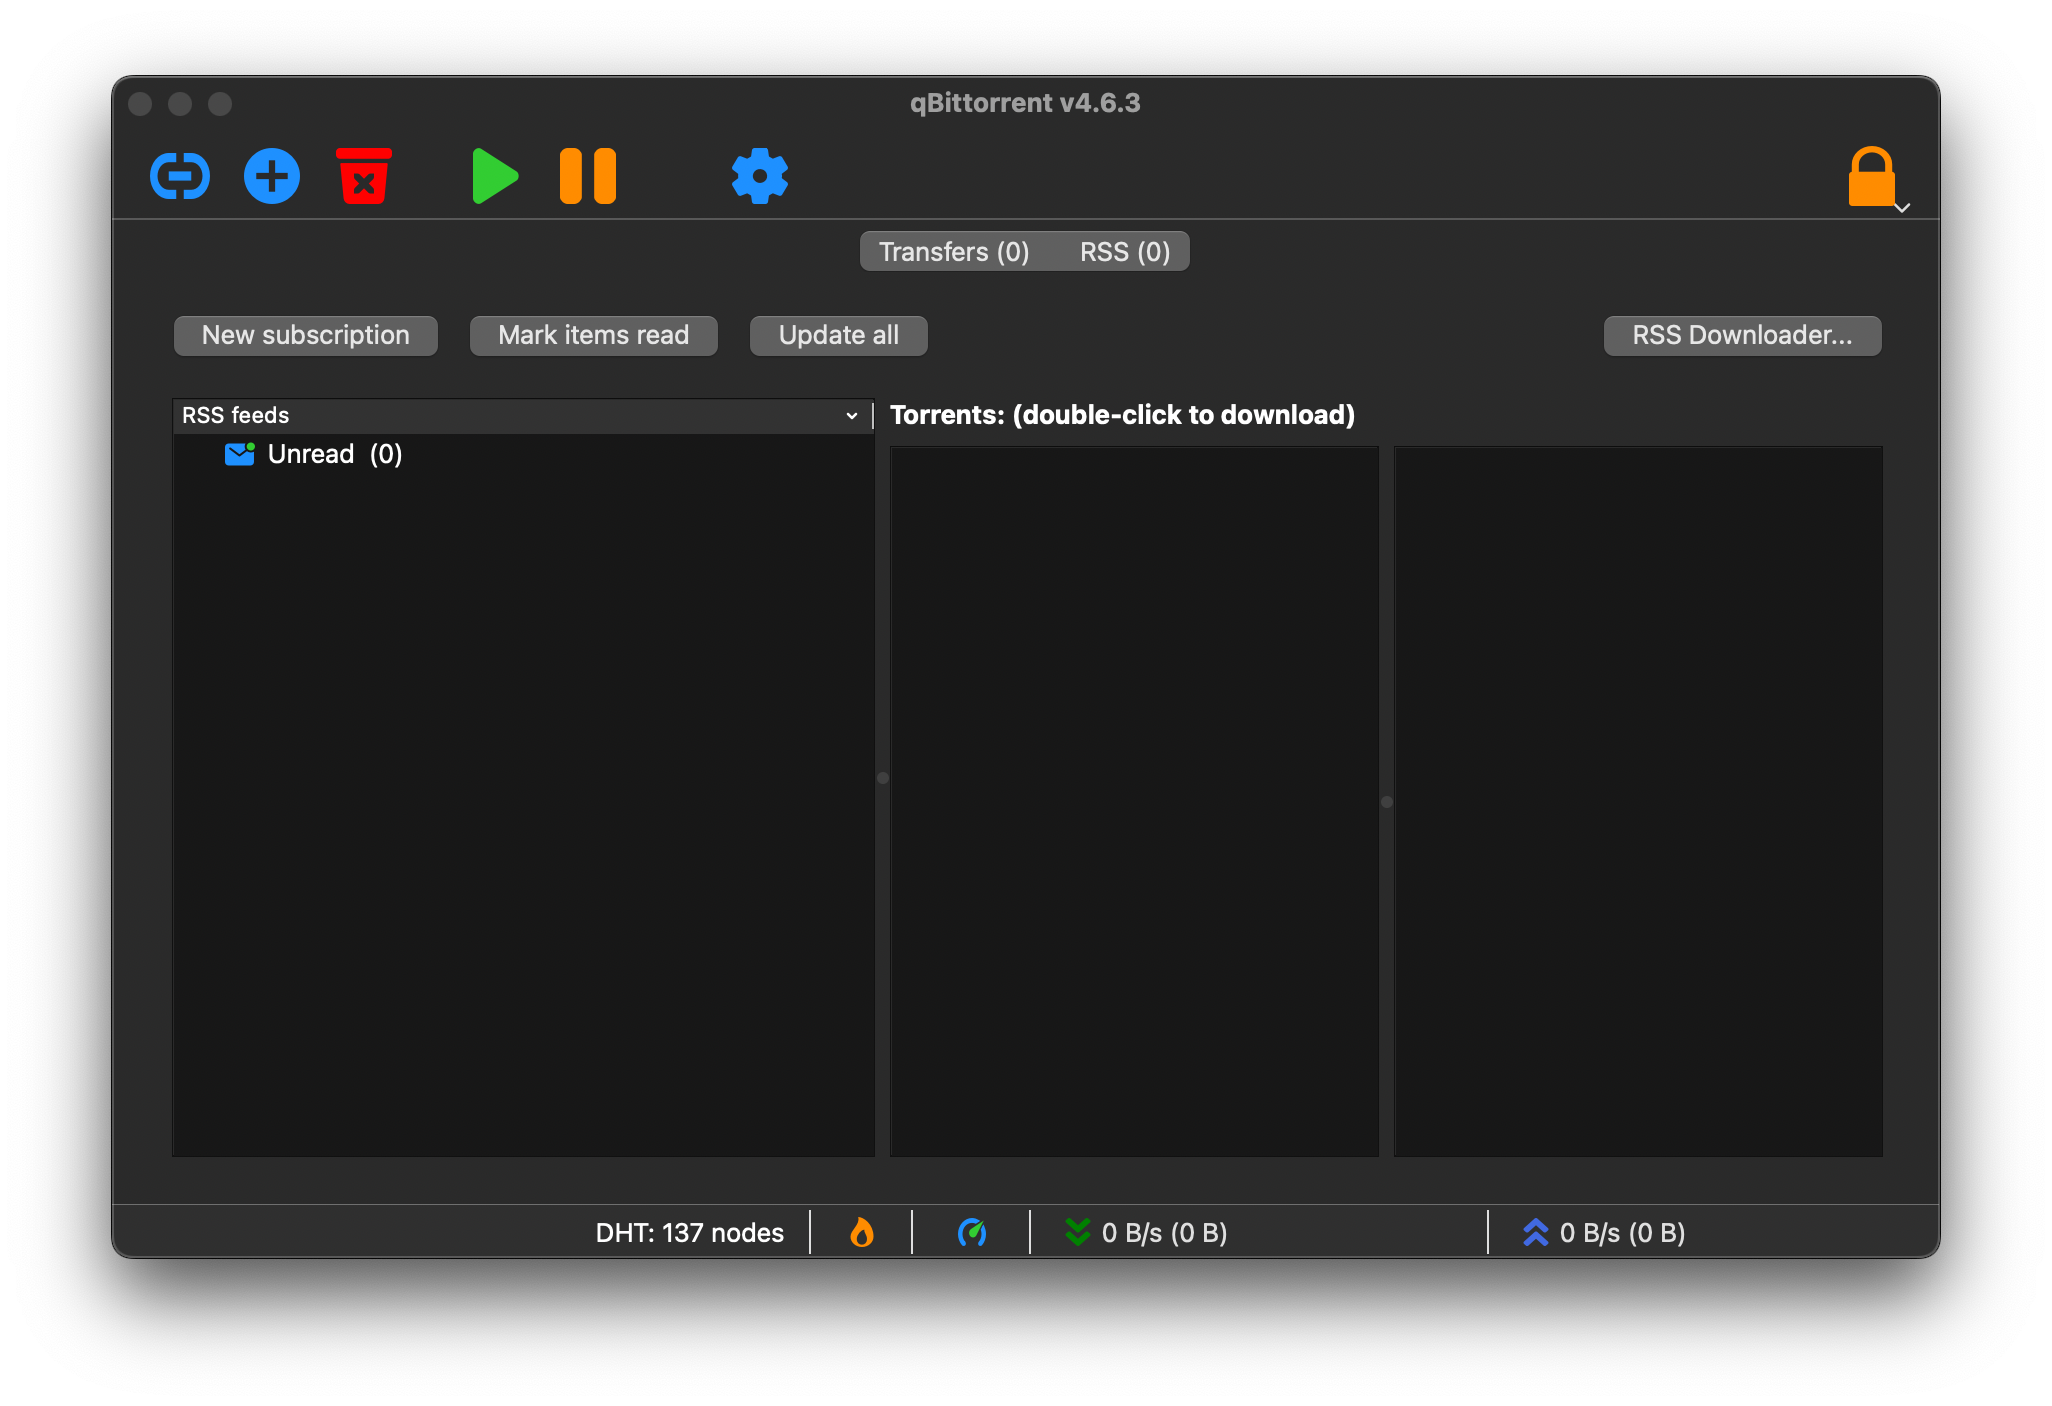 qBittorrent v4.6.3
Transfers (0) RSS (0)
New subscription Mark items read Update all RSS Downloader...
RSS feeds
Torrents: (double-click to download)
Unread (0)
DHT: 137 nodes 0 B/s (0 B) 0 B/s (0 B)